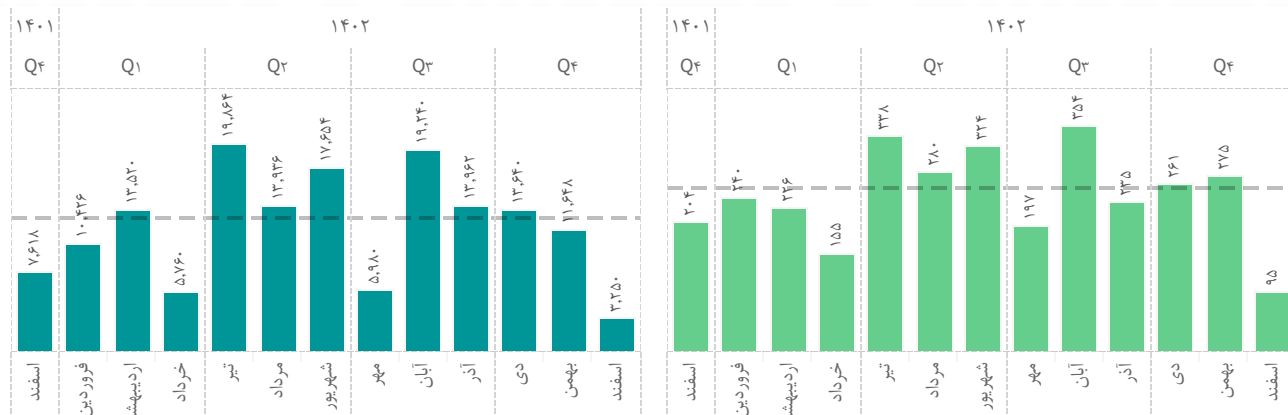 ۱۴۰۱ ۱۴۰۲
Q۴ Q۱ Q۲ Q۳ Q۴
۷,۶۱۸ ۱۰,۴۲۶ ۱۳,۵۲۰ ۵,۷۶۰ ۱۹,۸۶۴ ۱۳,۹۳۶ ۱۷,۶۵۴ ۵,۹۸۰ ۱۹,۲۴۰ ۱۳,۹۶۲ ۱۳,۶۴۰ ۱۱,۶۴۸ ۳,۲۵۰
اسفند فروردین اردیبهشت خرداد تیر مرداد شهریور مهر آبان آذر دی بهمن اسفند
۱۴۰۱ ۱۴۰۲
Q۴ Q۱ Q۲ Q۳ Q۴
۲۰۴ ۲۴۰ ۲۲۶ ۱۵۵ ۳۳۸ ۲۸۰ ۳۲۴ ۱۹۷ ۳۵۴ ۲۳۵ ۲۶۱ ۲۷۵ ۹۵
اسفند فروردین اردیبهشت خرداد تیر مرداد شهریور مهر آبان آذر دی بهمن اسفند